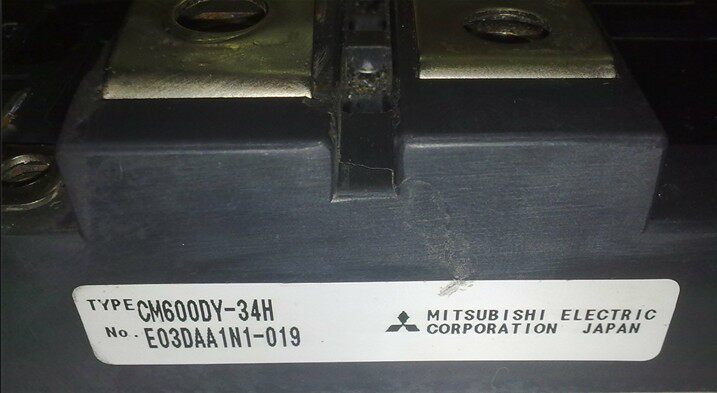 TYPE CM600DY-34H
No. E03DAA1N1-019
MITSUBISHI ELECTRIC
CORPORATION JAPAN